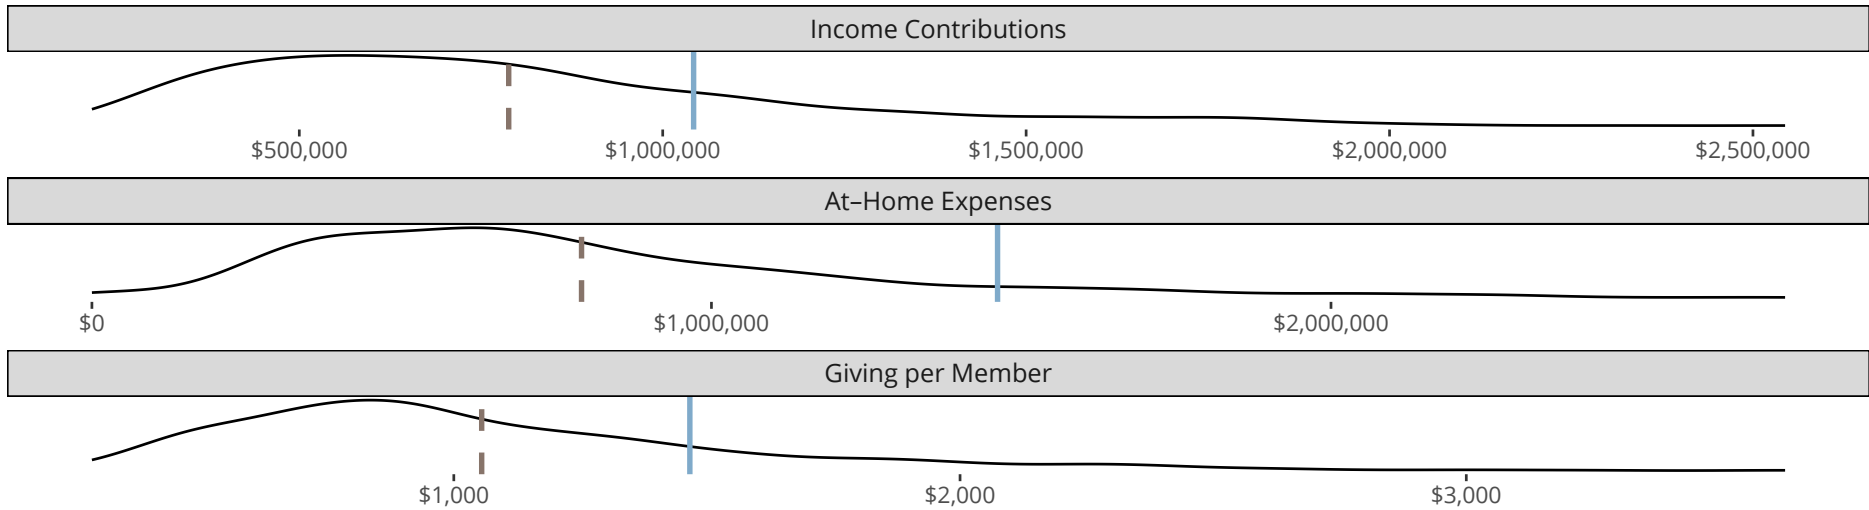 Income Contributions
$500,000 $1,000,000 $1,500,000 $2,000,000 $2,500,000
At–Home Expenses
$0 $1,000,000 $2,000,000
Giving per Member
$1,000 $2,000 $3,000